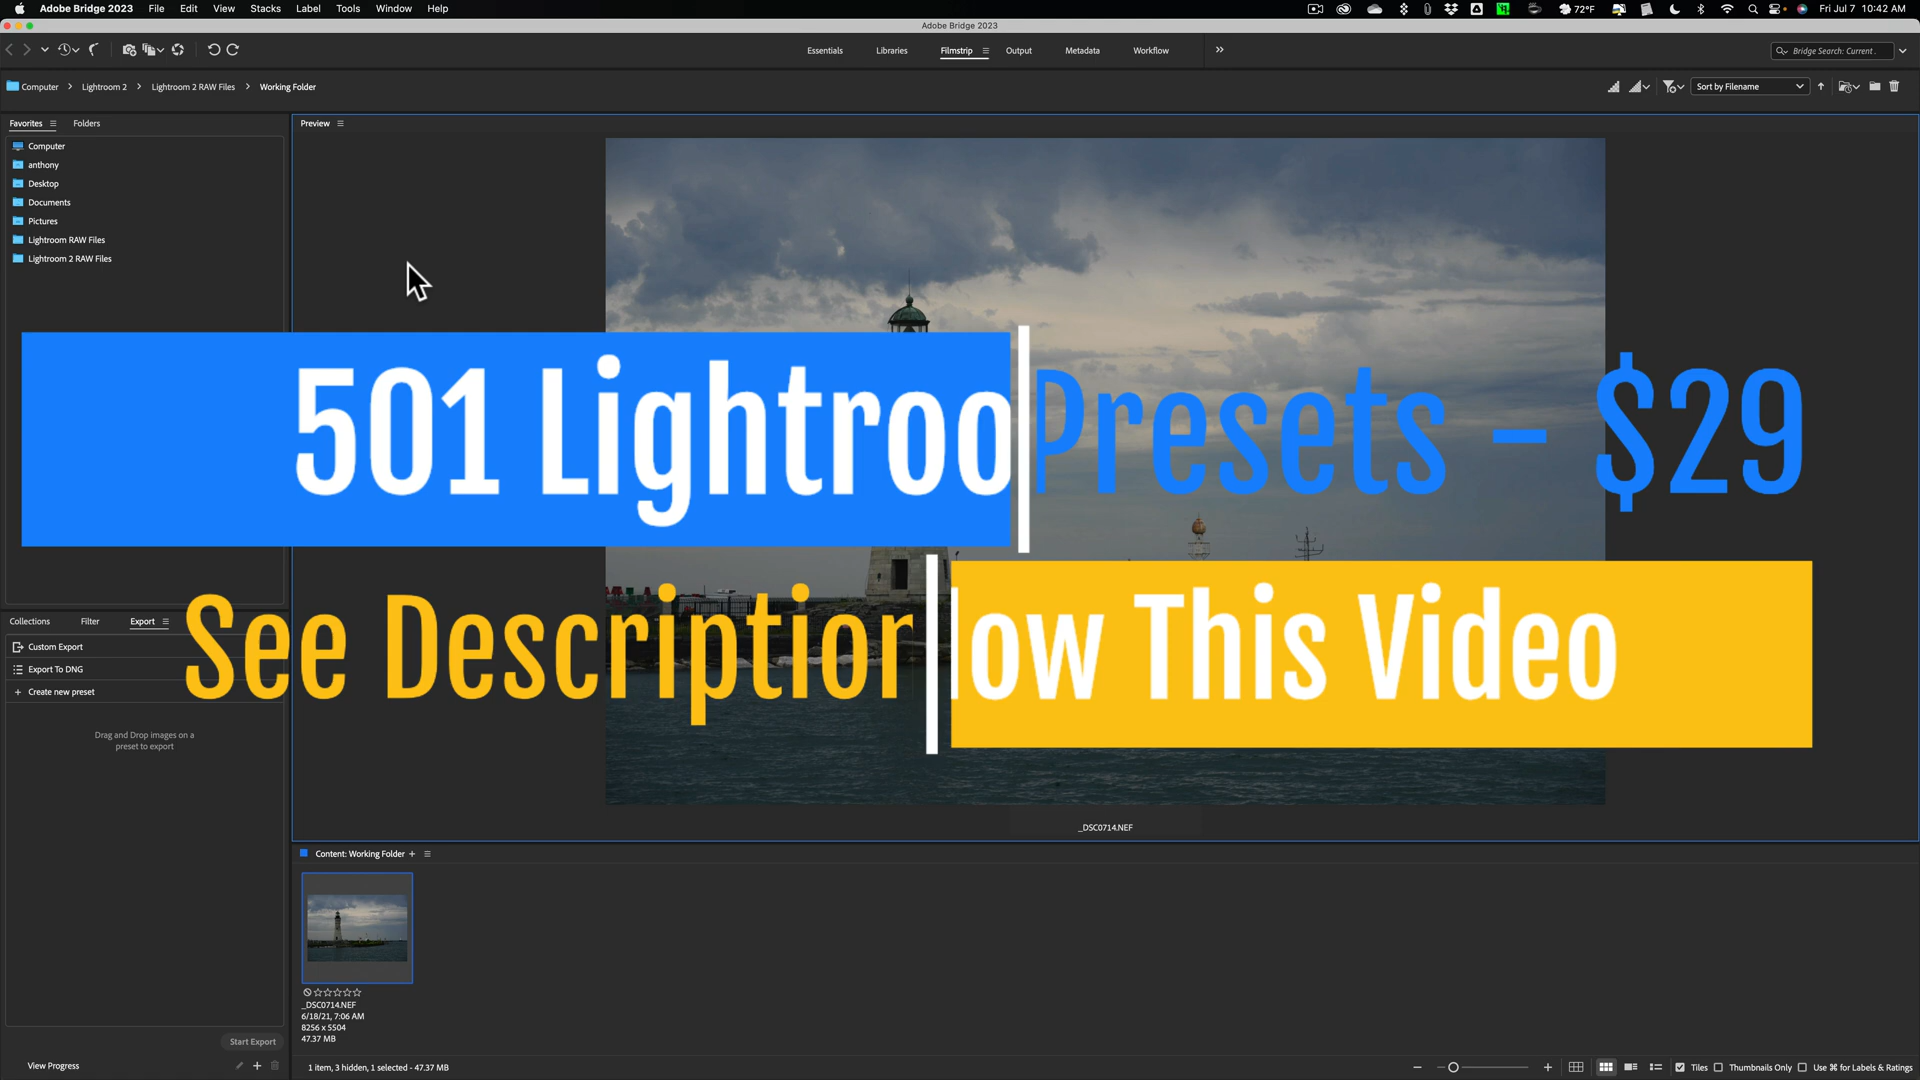 Adobe Bridge 2023 File Edit View Stacks Label Tools Window Help 72°F Fri Jul 7 10:42 AM
Adobe Bridge 2023
Essentials Libraries Filmstrip Output Metadata Workflow Bridge Search: Current
Computer Lightroom 2 Lightroom 2 RAW Files Working Folder Sort by Filename
Favorites Folders Preview
Computer
anthony
Desktop
Documents
Pictures
Lightroom RAW Files
Lightroom 2 RAW Files
501 Lightroo Presets - $29
See Description low This Video
Collections Filter Export
Custom Export
Export To DNG
Create new preset
Drag and Drop images on a
preset to export
_DSC0714.NEF
Content: Working Folder
_DSC0714.NEF
6/18/21, 7:06 AM
8256 x 5504
47.37 MB
Start Export
View Progress
1 item, 3 hidden, 1 selected - 47.37 MB Tiles Thumbnails Only Use ⌘ for Labels & Ratings